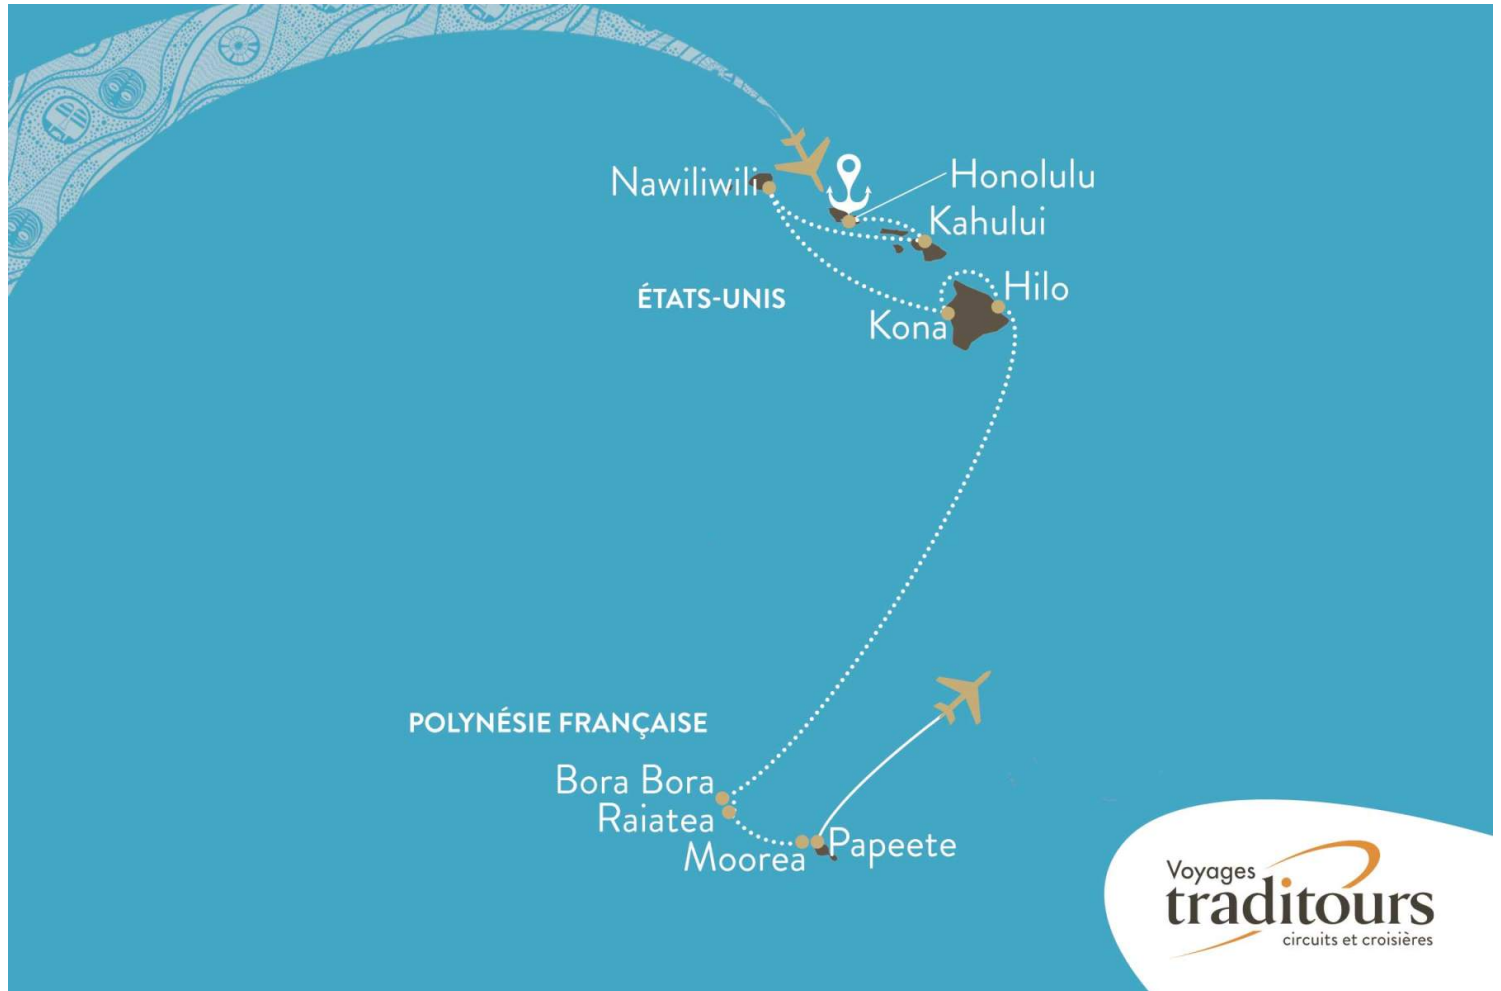 Nawiliwili
Honolulu
Kahului
ÉTATS-UNIS
Hilo
Kona
POLYNÉSIE FRANÇAISE
Bora Bora
Raiatea
Moorea
Papeete
Voyages
traditours
circuits et croisières